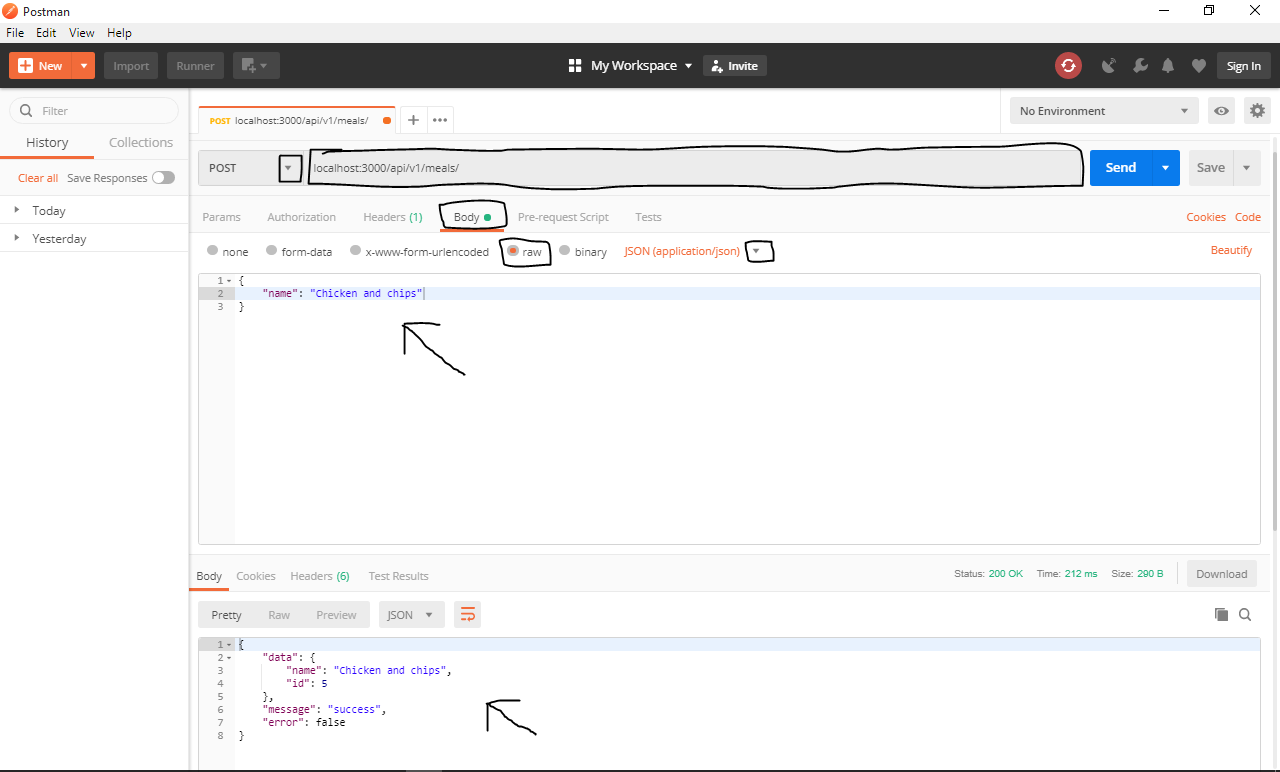 Postman
File Edit View Help
New Import Runner My Workspace Invite Sign In
Filter
History Collections
Clear all Save Responses
Today
Yesterday
POST localhost:3000/api/v1/meals/
No Environment
POST localhost:3000/api/v1/meals/ Send Save
Params Authorization Headers (1) Body Pre-request Script Tests Cookies Code
none form-data x-www-form-urlencoded raw binary JSON (application/json) Beautify
1 {
2 "name": "Chicken and chips"
3 }
Body Cookies Headers (6) Test Results Status: 200 OK Time: 212 ms Size: 290 B Download
Pretty Raw Preview JSON
1 {
2 "data": {
3 "name": "Chicken and chips",
4 "id": 5
5 },
6 "message": "success",
7 "error": false
8 }